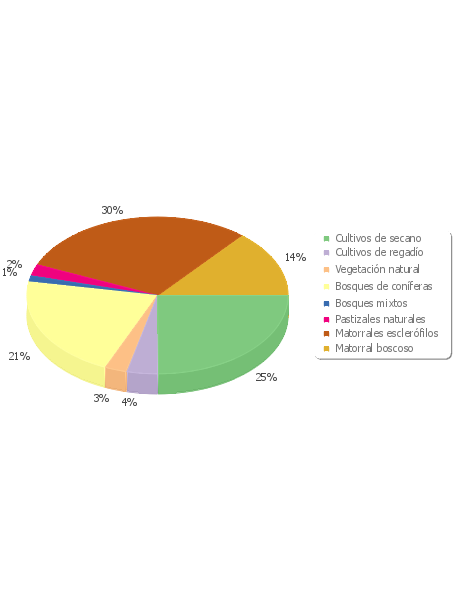 30%
14%
2%
1%
21%
3%
4%
25%
Cultivos de secano
Cultivos de regadío
Vegetación natural
Bosques de coníferas
Bosques mixtos
Pastizales naturales
Matorrales esclerófilos
Matorral boscoso